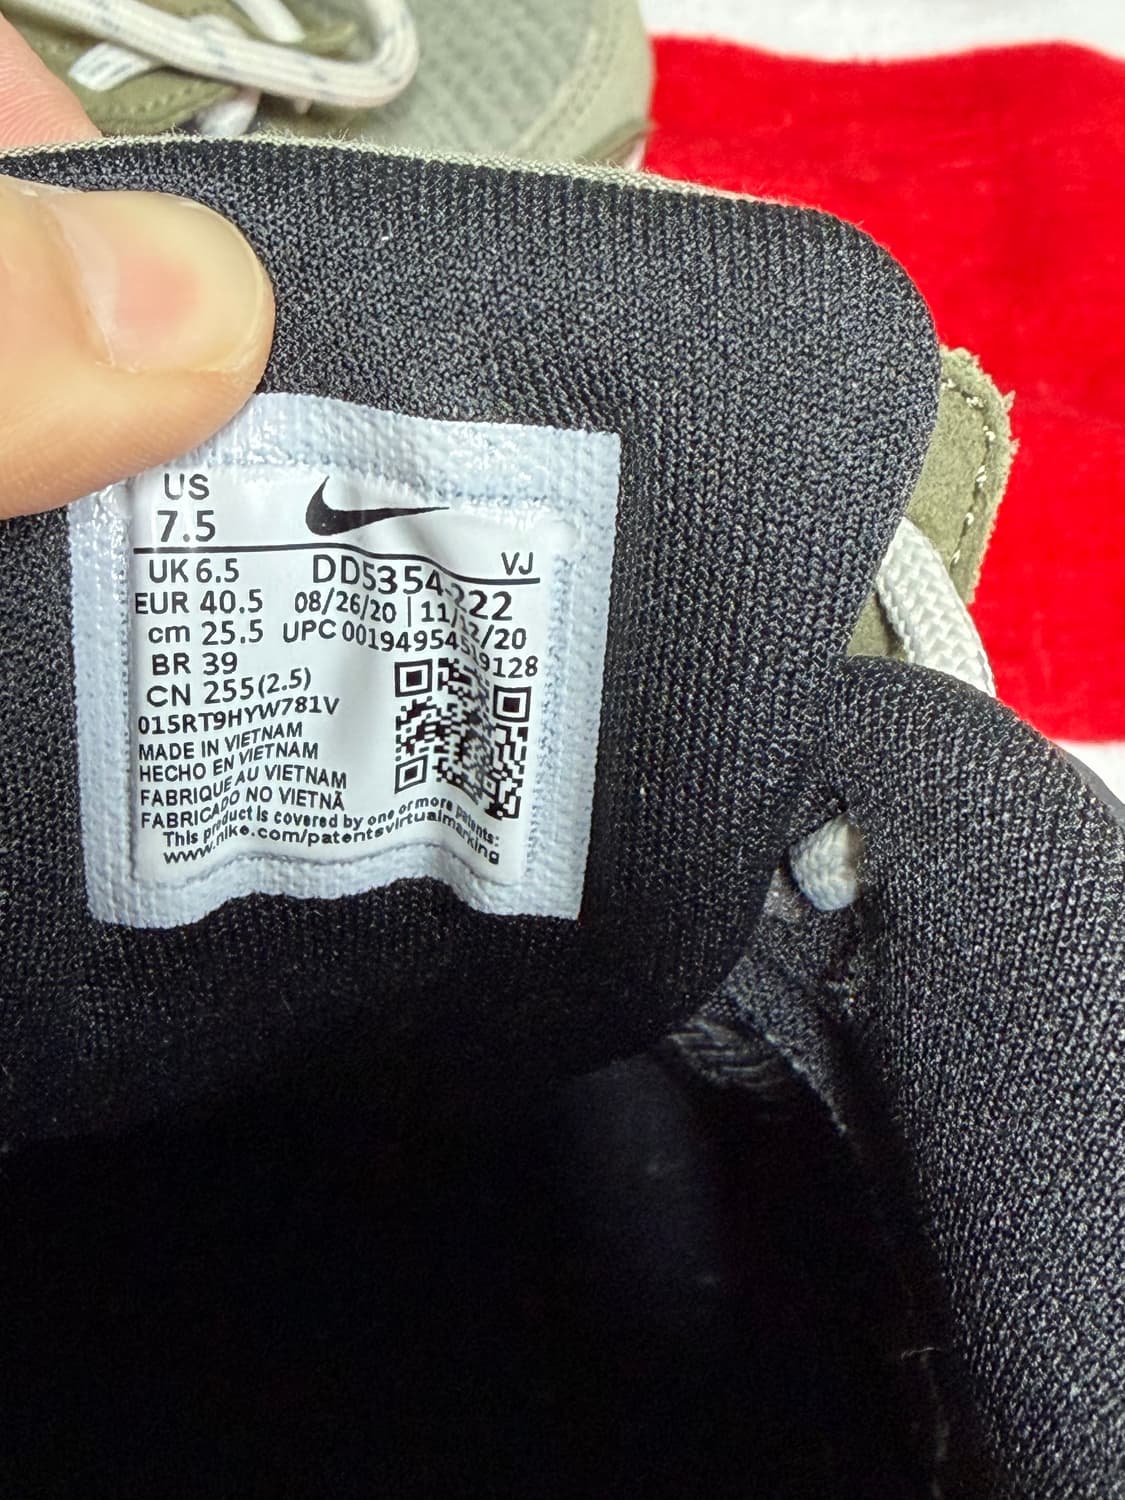 US
7.5
VJ
UK 6.5
EUR 40.5
cm 25.5
BR 39
CN 255(2.5)
DD5354-222
08/26/20 | 11/12/20
UPC 00194954519128
015RT9HYW781V
MADE IN VIETNAM
HECHO EN VIETNAM
FABRIQUE AU VIETNAM
FABRICADO NO VIETNÃ
This product is covered by one or more patents:
www.nike.com/patentsvirtualmarking